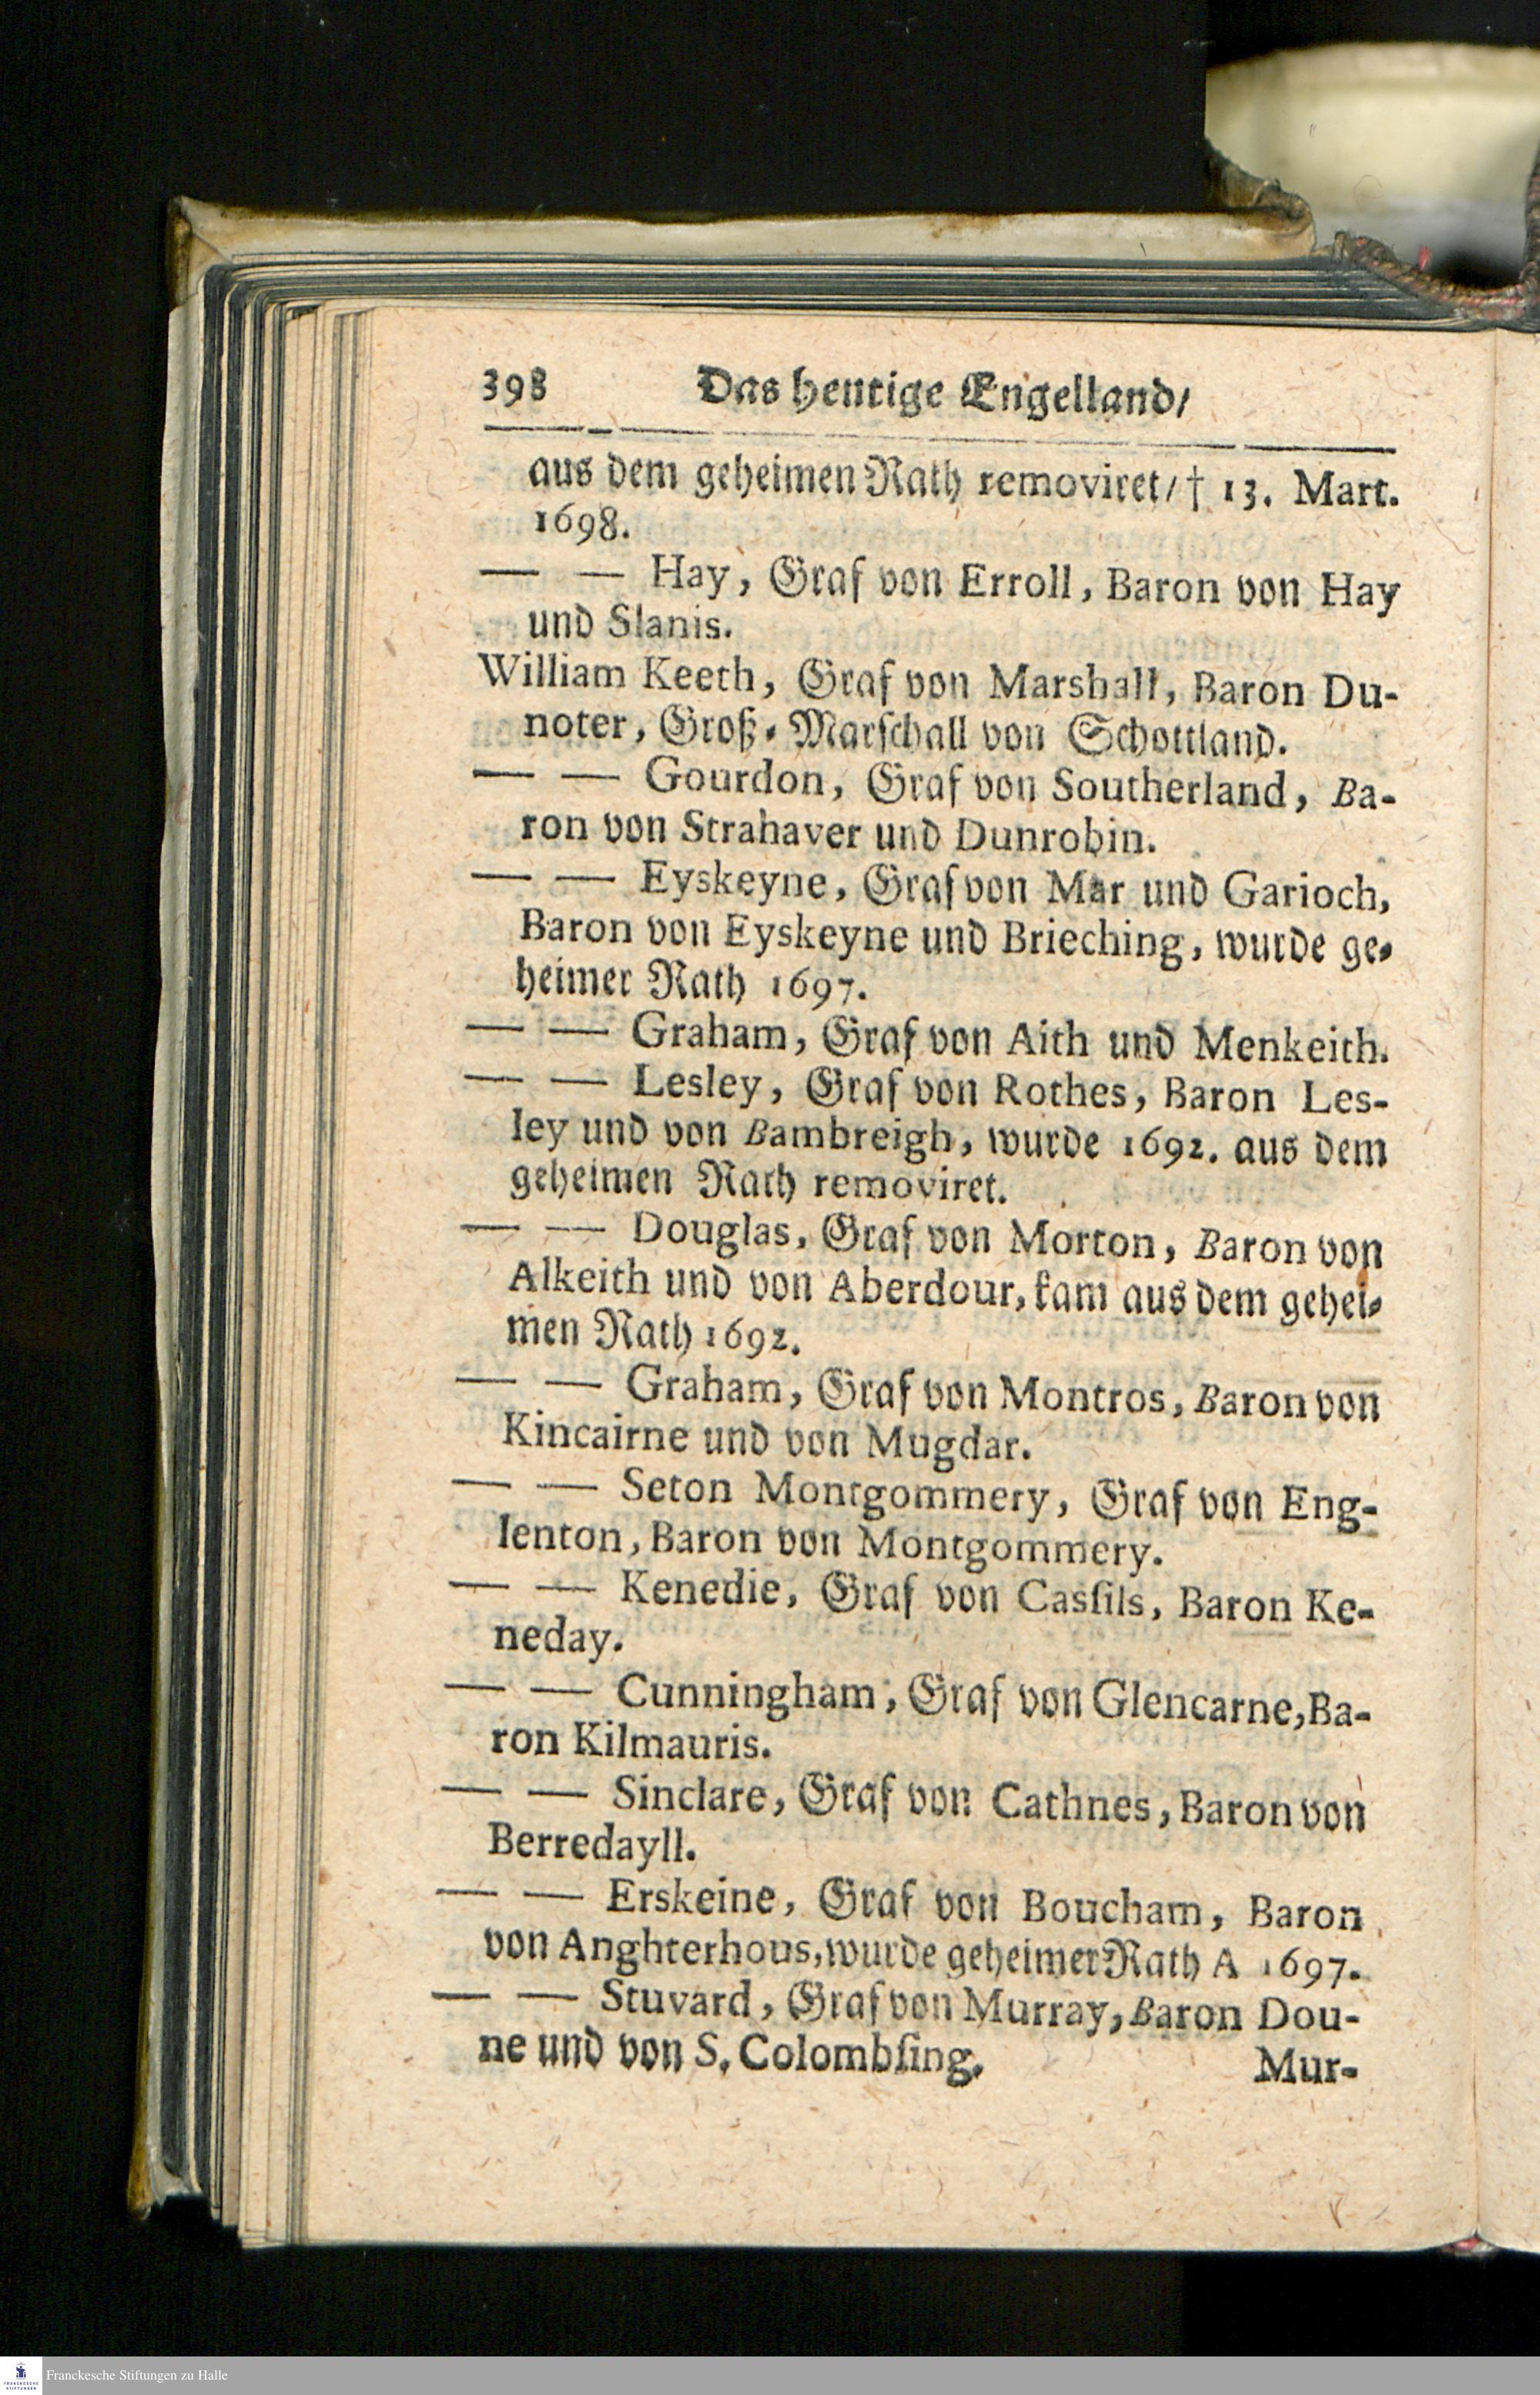 398 Das heutige Engelland/
aus dem geheimen Rath removiret/ † 13. Mart.
1698.
— — Hay, Graf von Erroll, Baron von Hay
und Slanis.
William Keeth, Graf von Marshall, Baron Du-
noter, Groß-Marschall von Schottland.
— — Gourdon, Graf von Southerland, Ba-
ron von Strahaver und Dunrobin.
— — Eyskeyne, Graf von Mar und Garioch,
Baron von Eyskeyne und Brieching, wurde ge-
heimer Rath 1697.
— — Graham, Graf von Aith und Menkeith.
— — Lesley, Graf von Rothes, Baron Les-
ley und von Bambreigh, wurde 1692. aus dem
geheimen Rath removiret.
— — Douglas, Graf von Morton, Baron von
Alkeith und von Aberdour, kam aus dem gehei-
men Rath 1692.
— — Graham, Graf von Montros, Baron von
Kincairne und von Mugdar.
— — Seton Montgommery, Graf von Eng-
lenton, Baron von Montgommery.
— — Kenedie, Graf von Casſils, Baron Ke-
neday.
— — Cunningham, Graf von Glencarne, Ba-
ron Kilmauris.
— — Sinclare, Graf von Cathnes, Baron von
Berredayll.
— — Erskeine, Graf von Boucham, Baron
von Anghterhous, wurde geheimer Rath A 1697.
— — Stuvard, Graf von Murray, Baron Dou-
ne und von S. Colombſing.
Mur-
Franckesche Stiftungen zu Halle
FRANCKESCHE
STIFTUNGEN